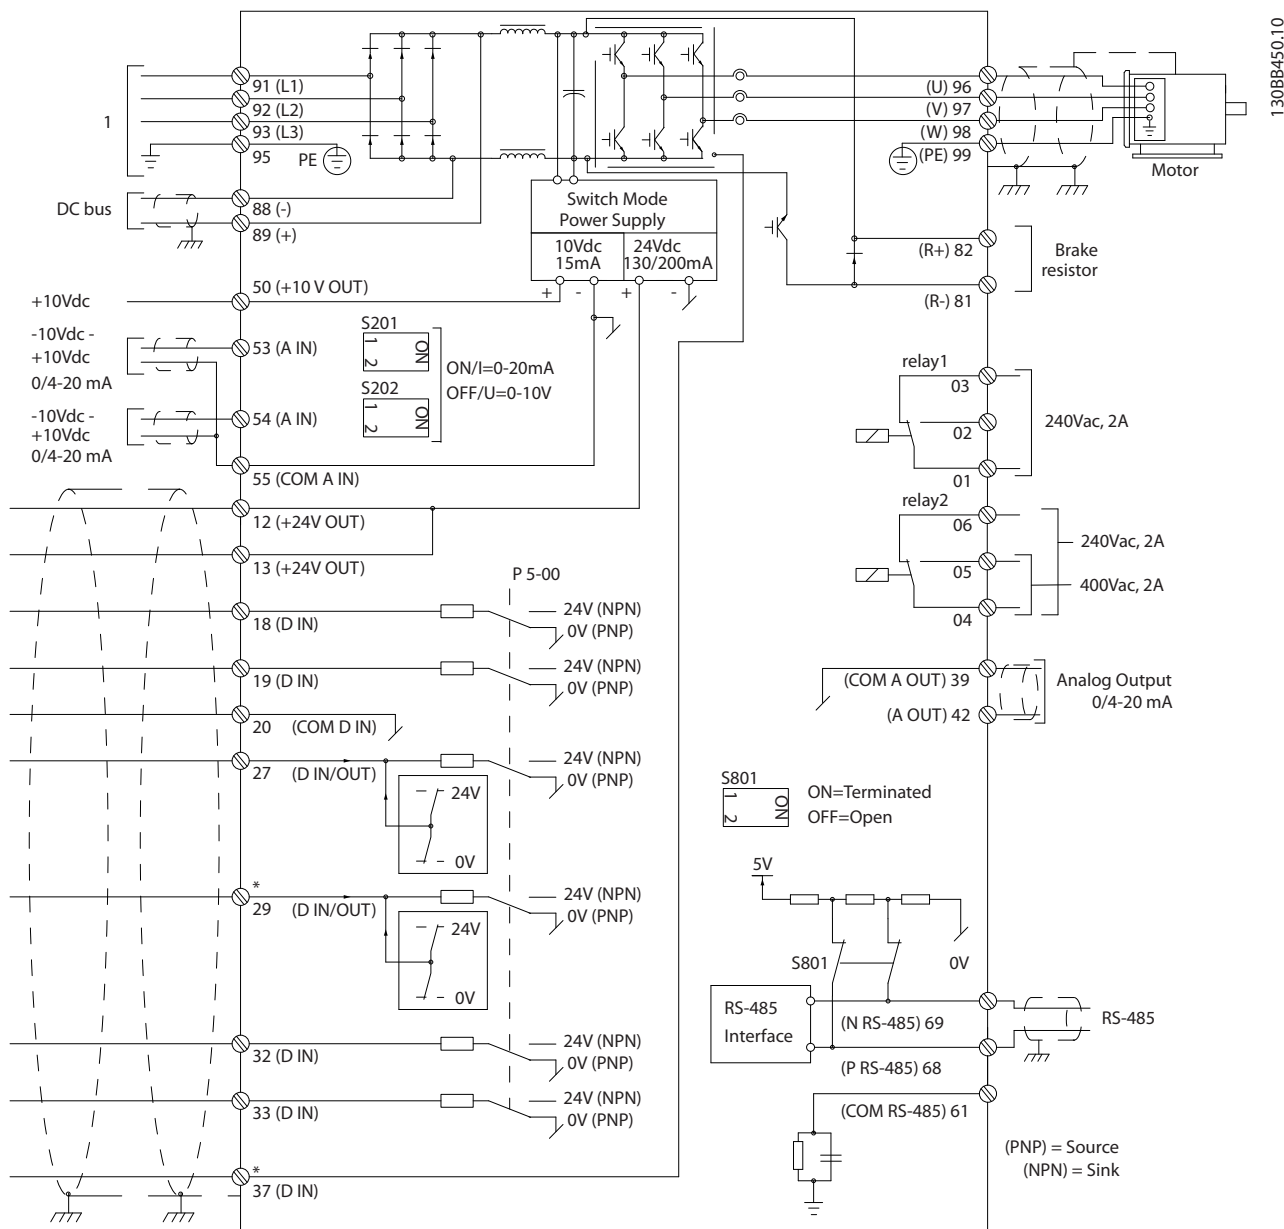 130BB450.10
1
91 (L1)
92 (L2)
93 (L3)
95
PE
(U) 96
(V) 97
(W) 98
(PE) 99
Motor
DC bus
88 (-)
89 (+)
Switch Mode
Power Supply
10Vdc
15mA
24Vdc
130/200mA
+ - + -
(R+) 82
Brake
resistor
(R-) 81
+10Vdc
50 (+10 V OUT)
-10Vdc -
+10Vdc
0/4-20 mA
53 (A IN)
S201
1
2
ON
S202
1
2
ON
ON/I=0-20mA
OFF/U=0-10V
-10Vdc -
+10Vdc
0/4-20 mA
54 (A IN)
55 (COM A IN)
relay1
03
02
01
240Vac, 2A
relay2
06
05
04
240Vac, 2A
400Vac, 2A
12 (+24V OUT)
13 (+24V OUT)
P 5-00
18 (D IN)
24V (NPN)
0V (PNP)
19 (D IN)
24V (NPN)
0V (PNP)
20 (COM D IN)
27 (D IN/OUT)
24V (NPN)
0V (PNP)
24V
0V
*
29 (D IN/OUT)
24V (NPN)
0V (PNP)
24V
0V
32 (D IN)
24V (NPN)
0V (PNP)
33 (D IN)
24V (NPN)
0V (PNP)
*
37 (D IN)
(COM A OUT) 39
(A OUT) 42
Analog Output
0/4-20 mA
S801
1
2
ON
ON=Terminated
OFF=Open
5V
S801
0V
RS-485
Interface
(N RS-485) 69
(P RS-485) 68
RS-485
(COM RS-485) 61
(PNP) = Source
(NPN) = Sink